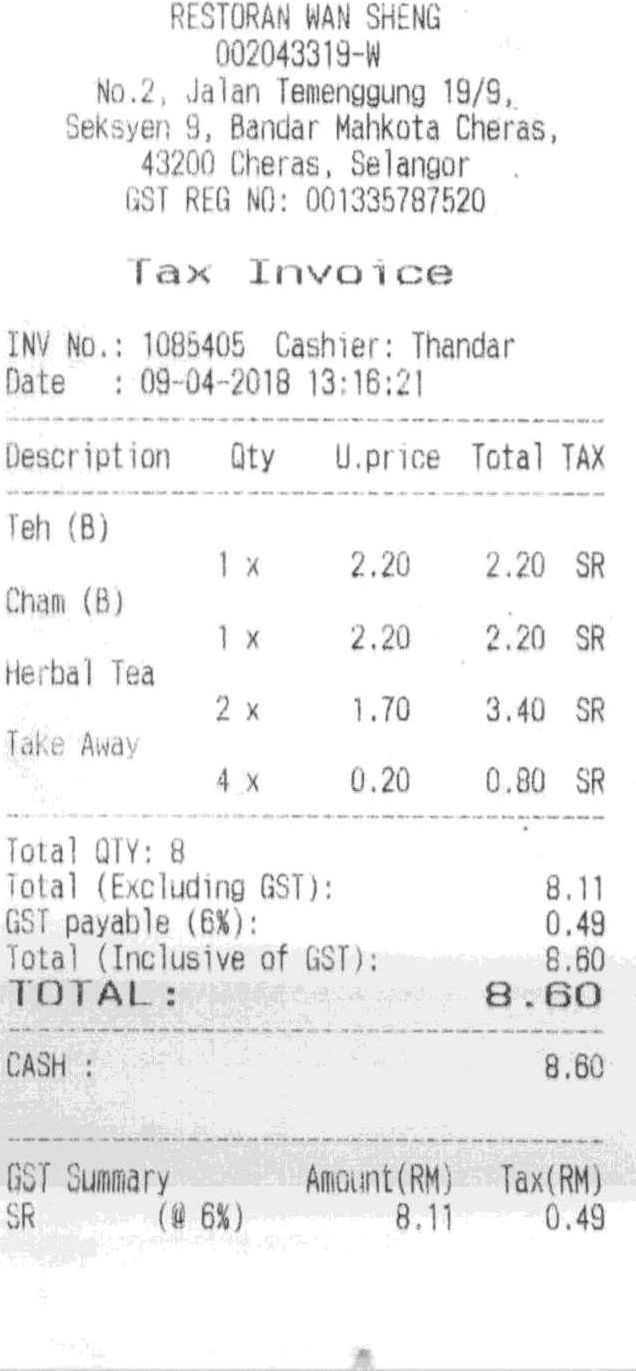 RESTORAN WAN SHENG
002043319-W
No.2, Jalan Temenggung 19/9,
Seksyen 9, Bandar Mahkota Cheras,
43200 Cheras, Selangor
GST REG NO: 001335787520
Tax Invoice
INV No.: 1085405 Cashier: Thandar
Date : 09-04-2018 13:16:21
Description Qty U.price Total TAX
Teh (B)
1 x 2.20 2.20 SR
Cham (B)
1 x 2.20 2.20 SR
Herbal Tea
2 x 1.70 3.40 SR
Take Away
4 x 0.20 0.80 SR
Total QTY: 8
Total (Excluding GST): 8.11
GST payable (6%): 0.49
Total (Inclusive of GST): 8.60
TOTAL: 8.60
CASH : 8.60
GST Summary Amount(RM) Tax(RM)
SR (@ 6%) 8.11 0.49